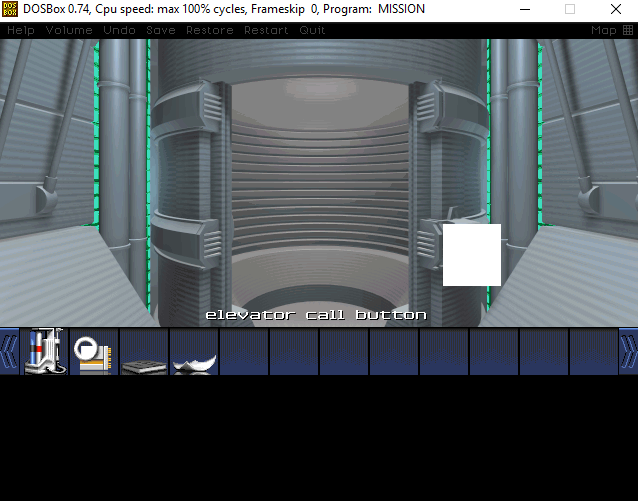 DOSBox 0.74, Cpu speed: max 100% cycles, Frameskip 0, Program: MISSION
Help Volume Undo Save Restore Restart Quit Map
elevator call button